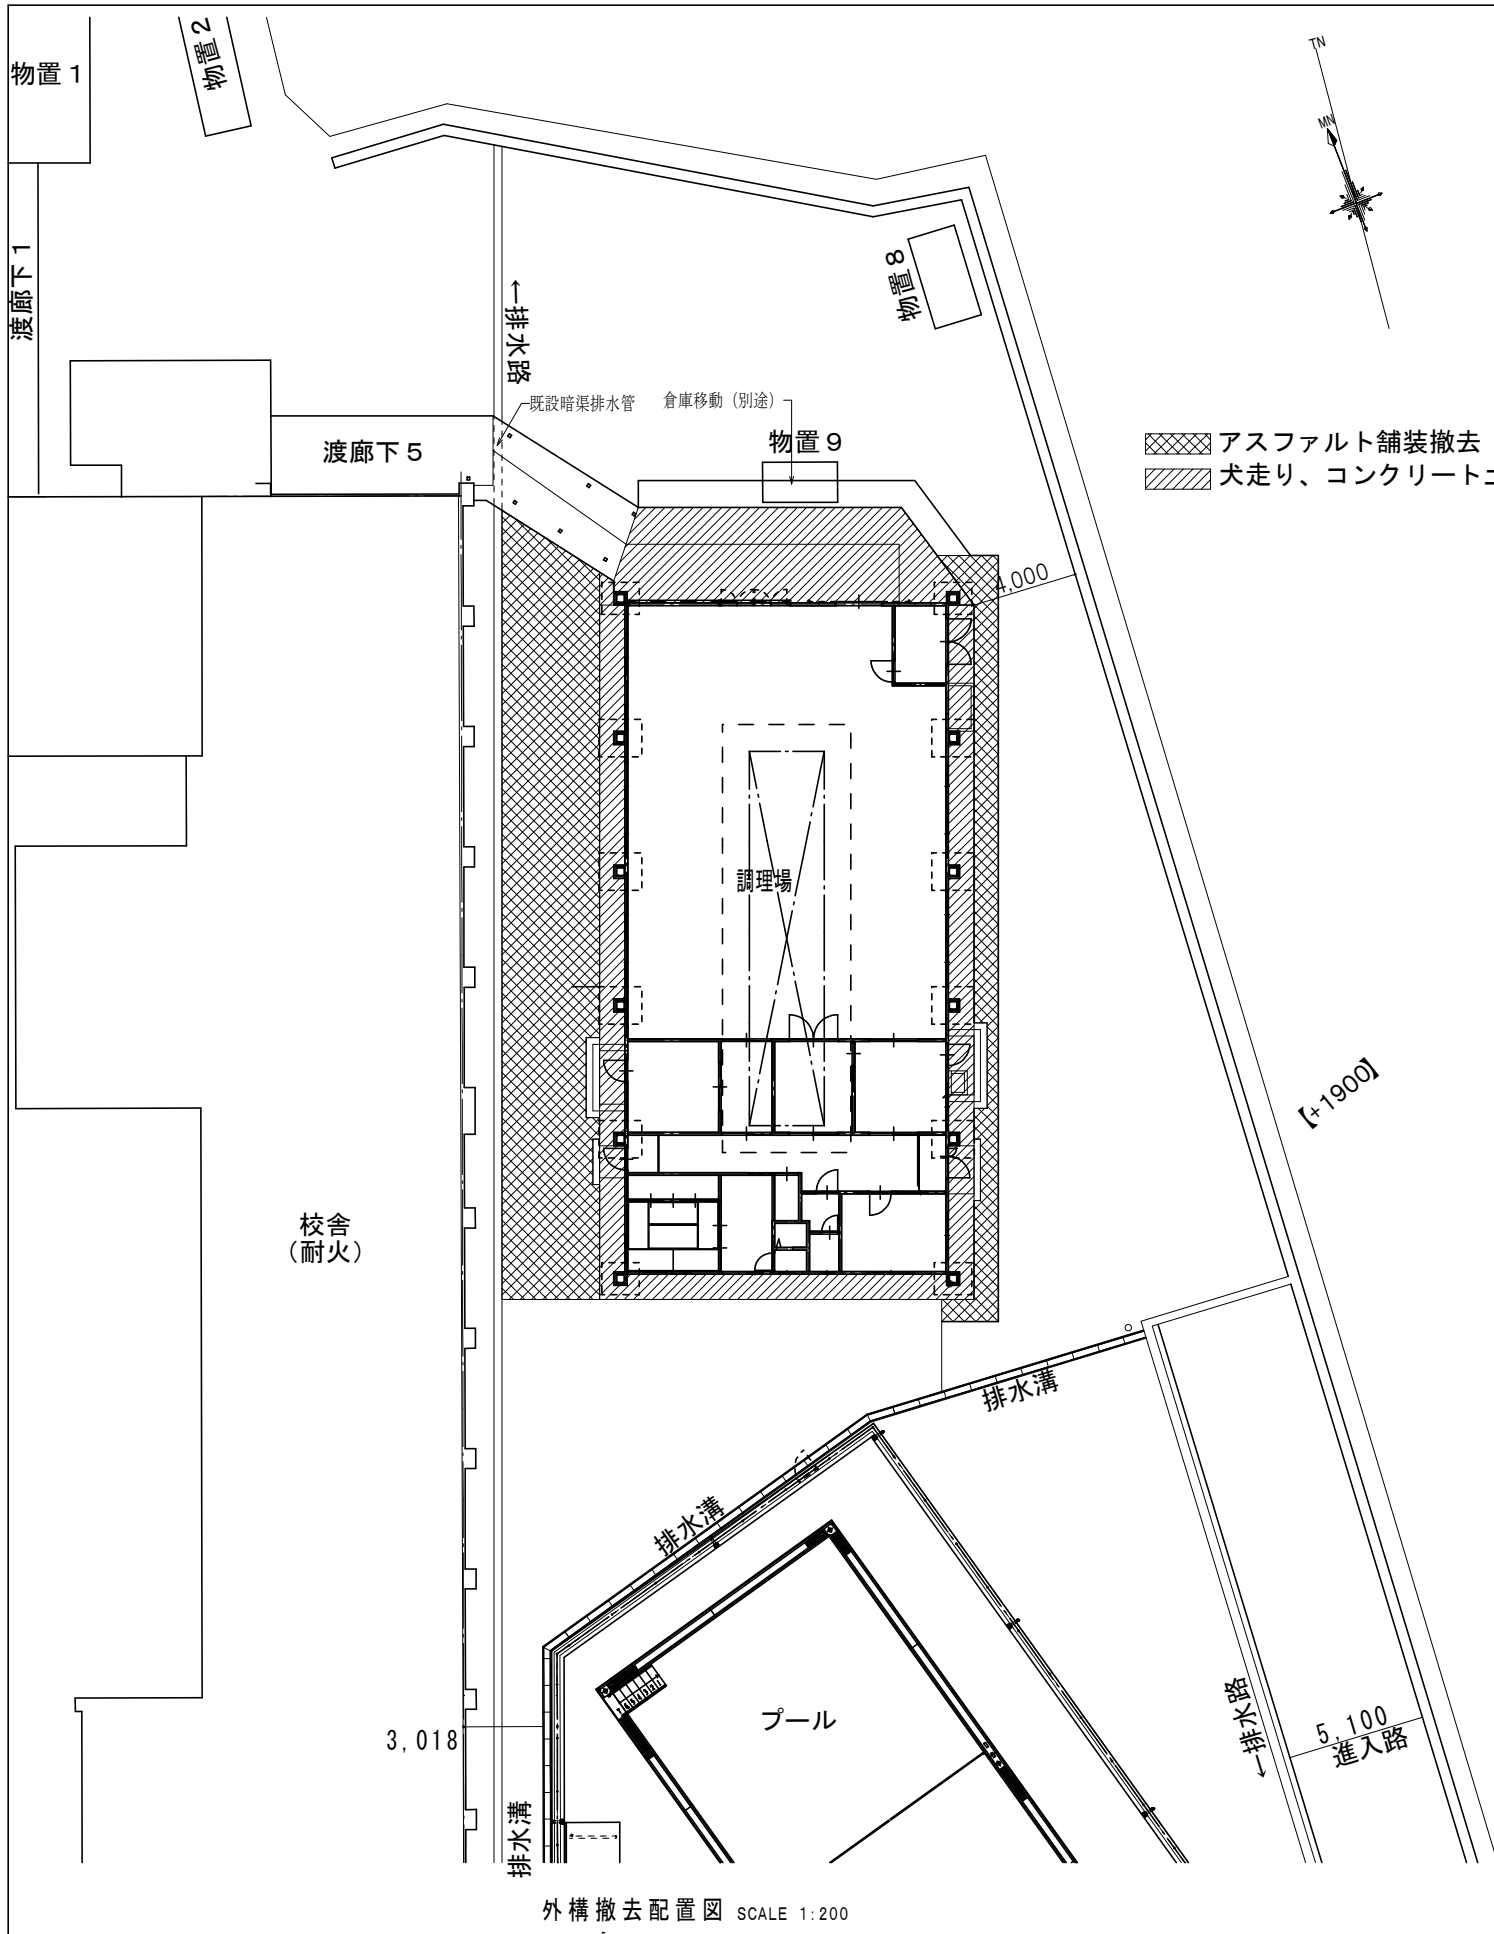 物置1
物置2
TN
MN
渡廊下1
物置8
←排水路
既設暗渠排水管
倉庫移動（別途）
物置9
渡廊下5
アスファルト舗装撤去
犬走り、コンクリート
4,000
調理場
【+1900】
校舎
（耐火）
排水溝
排水溝
プール
3,018
←排水路
5,100
進入路
排水溝
外構撤去配置図 SCALE 1:200